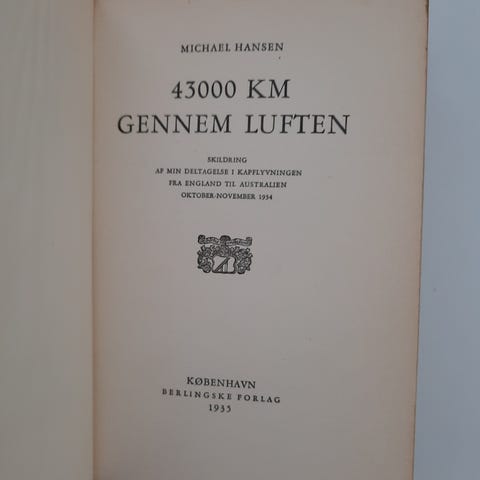 MICHAEL HANSEN
43000 KM
GENNEM LUFTEN
SKILDRING
AF MIN DELTAGELSE I KAPFLYVNINGEN
FRA ENGLAND TIL AUSTRALIEN
OKTOBER-NOVEMBER 1934
KØBENHAVN
BERLINGSKE FORLAG
1935